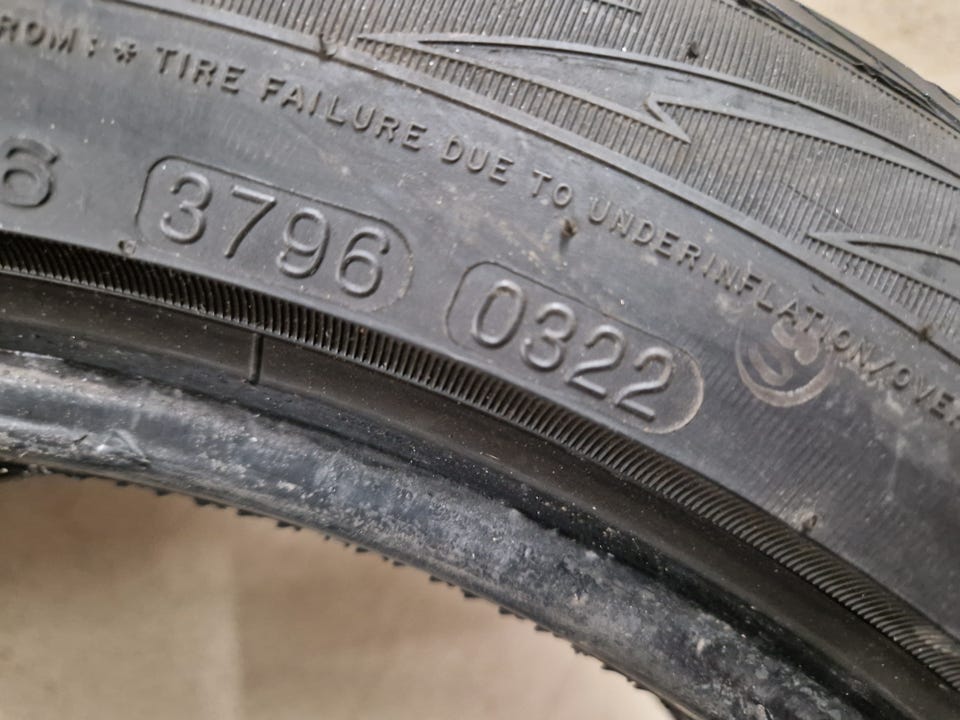 ROM: * TIRE FAILURE DUE TO UNDERINFLATION/OVE
6 3796 0322